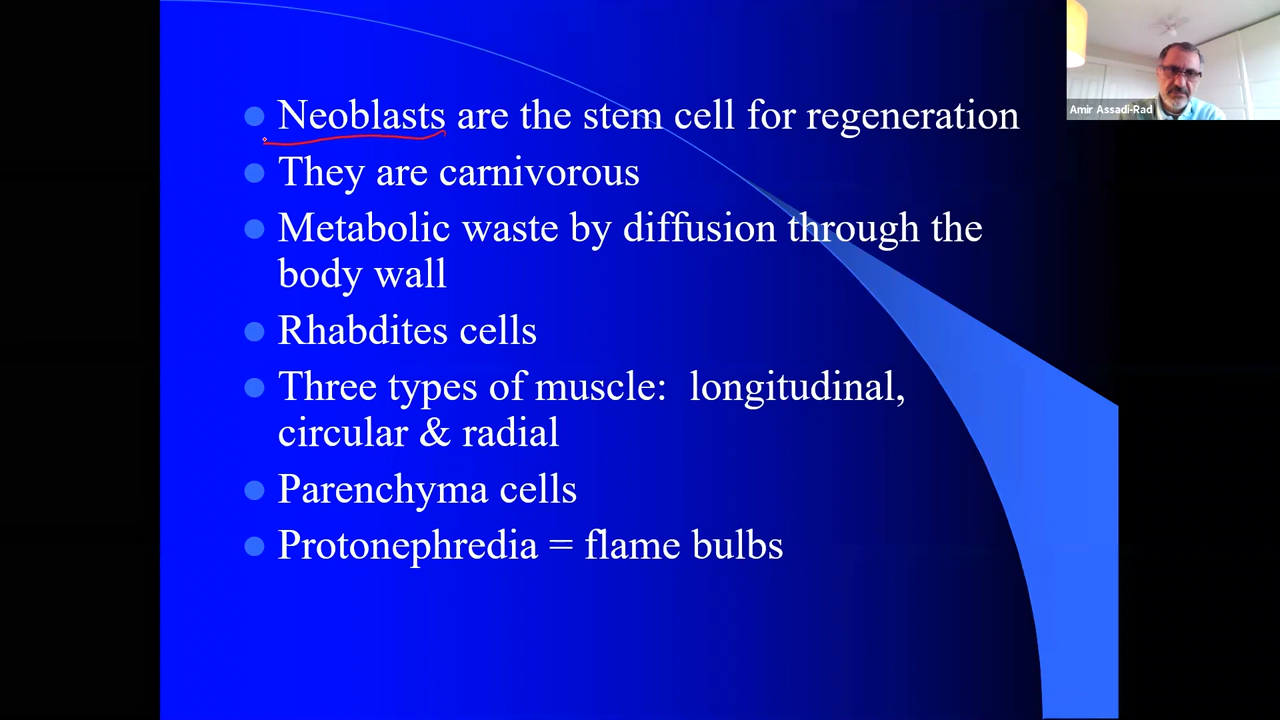 Neoblasts are the stem cell for regeneration
They are carnivorous
Metabolic waste by diffusion through the
body wall
Rhabdites cells
Three types of muscle: longitudinal,
circular & radial
Parenchyma cells
Protonephredia = flame bulbs
Amir Assadi-Rad